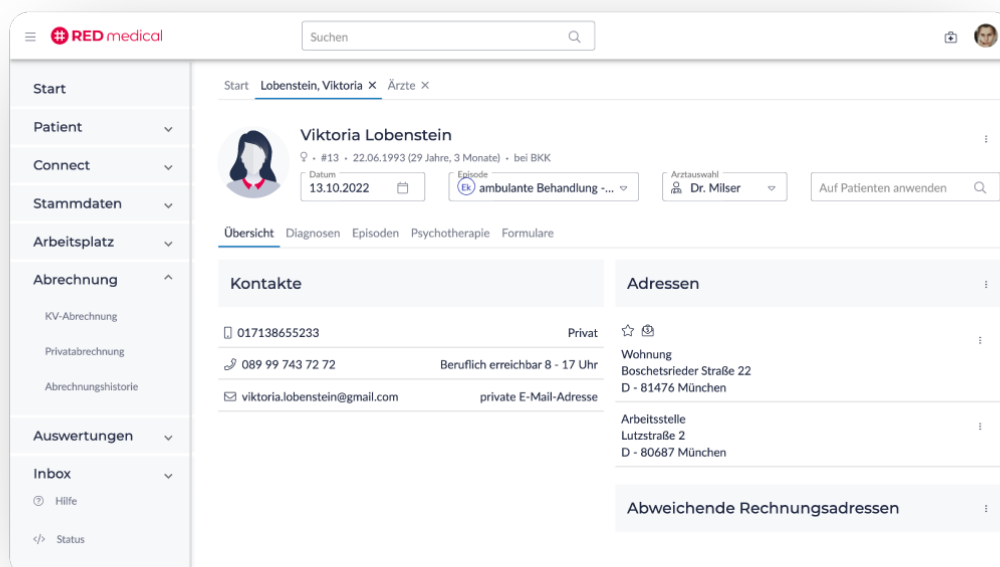 RED medical
Suchen
Start
Patient
Connect
Stammdaten
Arbeitsplatz
Abrechnung
KV-Abrechnung
Privatabrechnung
Abrechnungshistorie
Auswertungen
Inbox
Hilfe
</> Status
Start Lobenstein, Viktoria × Ärzte ×
Viktoria Lobenstein
♀ • #13 • 22.06.1993 (29 Jahre, 3 Monate) • bei BKK
Datum
13.10.2022
Episode
Ek ambulante Behandlung -...
Arztauswahl
Dr. Milser
Auf Patienten anwenden
Übersicht Diagnosen Episoden Psychotherapie Formulare
Kontakte
017138655233 Privat
089 99 743 72 72 Beruflich erreichbar 8 - 17 Uhr
viktoria.lobenstein@gmail.com private E-Mail-Adresse
Adressen
Wohnung
Boschetsrieder Straße 22
D - 81476 München
Arbeitsstelle
Lutzstraße 2
D - 80687 München
Abweichende Rechnungsadressen